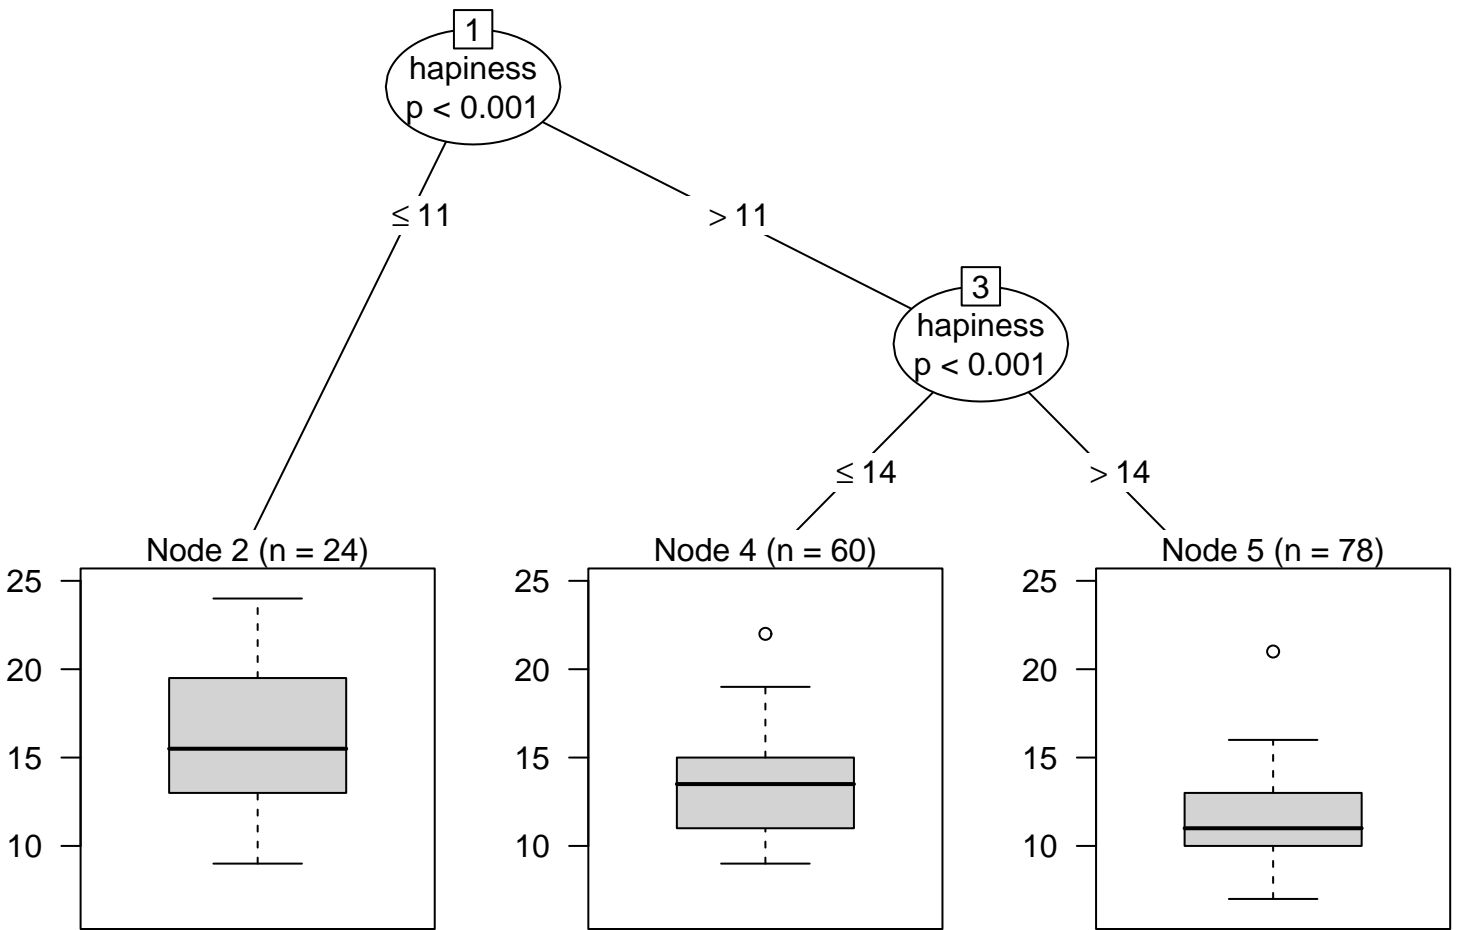 1
hapiness
p < 0.001
≤ 11
> 11
3
hapiness
p < 0.001
≤ 14
> 14
Node 2 (n = 24)
25
20
15
10
Node 4 (n = 60)
25
20
15
10
Node 5 (n = 78)
25
20
15
10